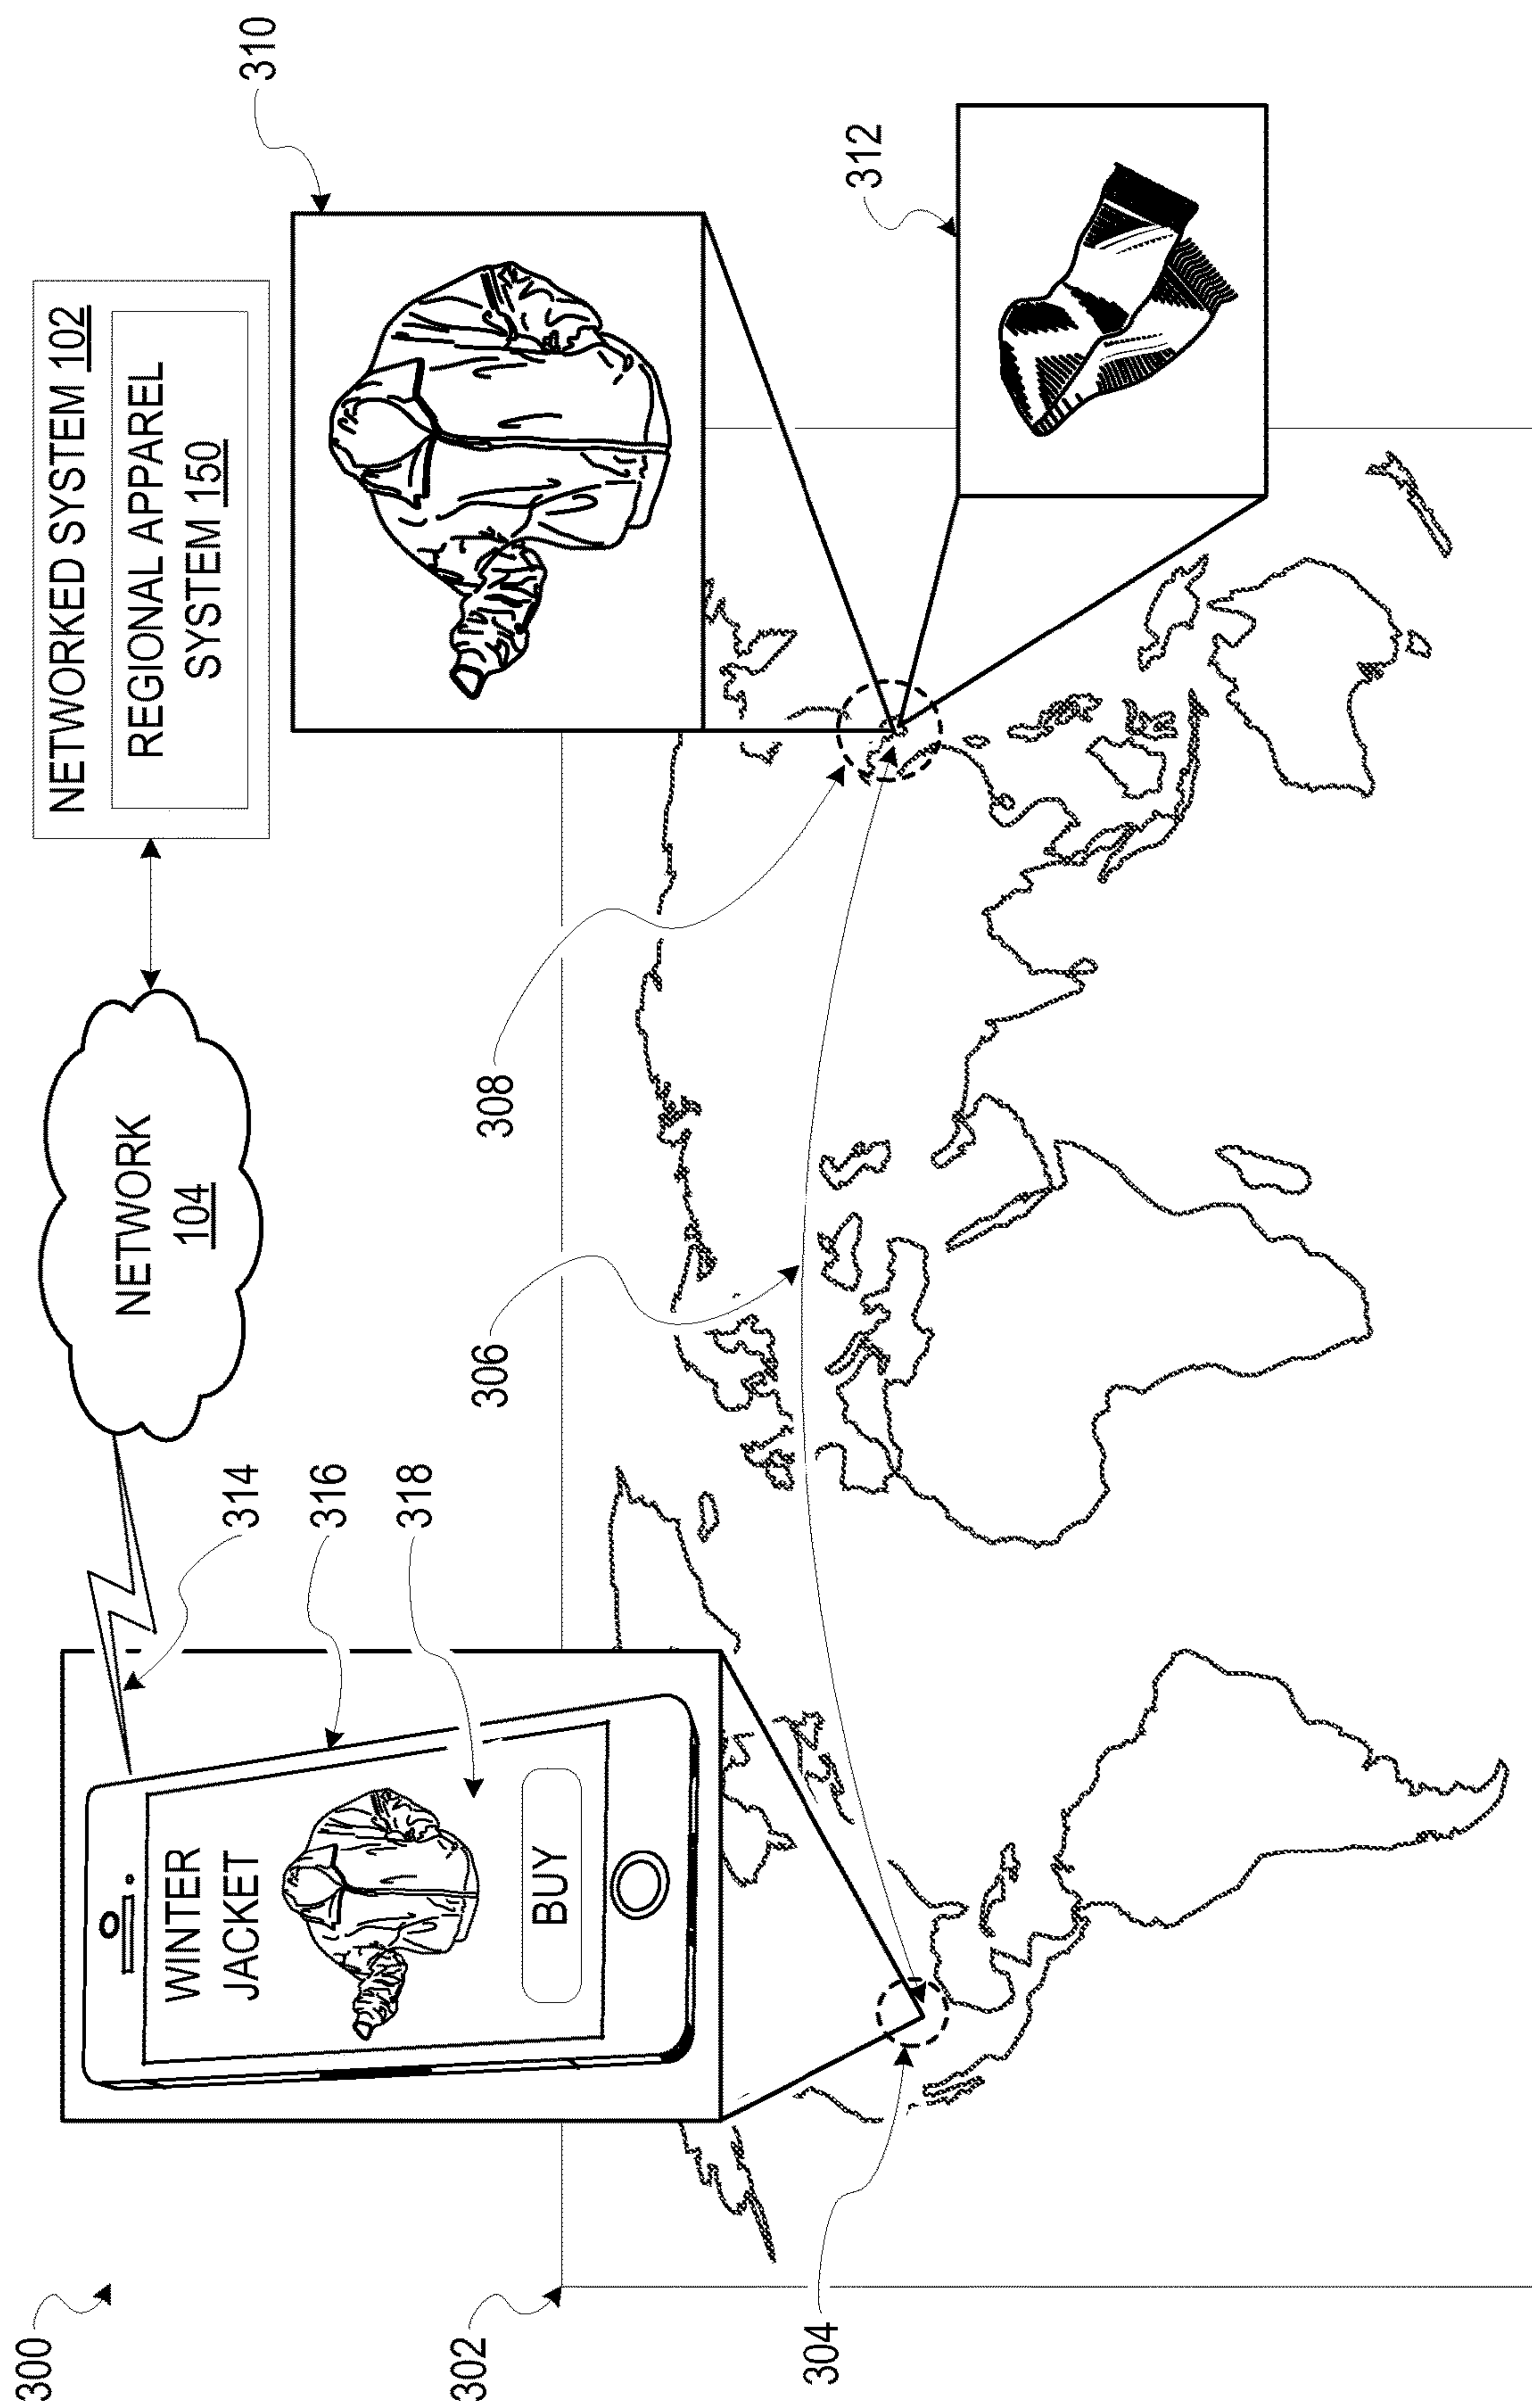 300
NETWORK
104
NETWORKED SYSTEM 102
REGIONAL APPAREL
SYSTEM 150
314
316
318
WINTER
JACKET
BUY
310
302
306
308
312
304